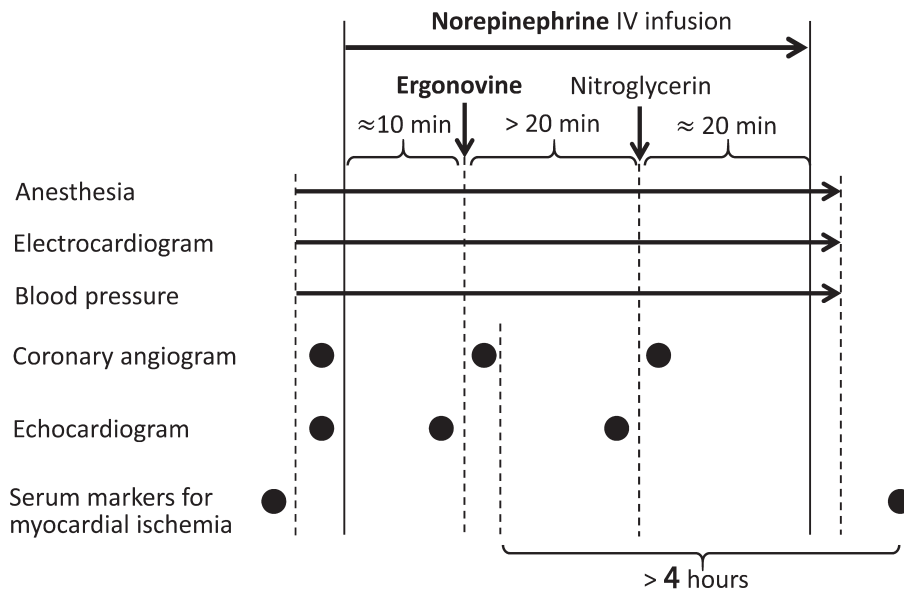 Norepinephrine IV infusion
Ergonovine Nitroglycerin
≈10 min > 20 min ≈ 20 min
Anesthesia
Electrocardiogram
Blood pressure
Coronary angiogram
Echocardiogram
Serum markers for
myocardial ischemia
> 4 hours